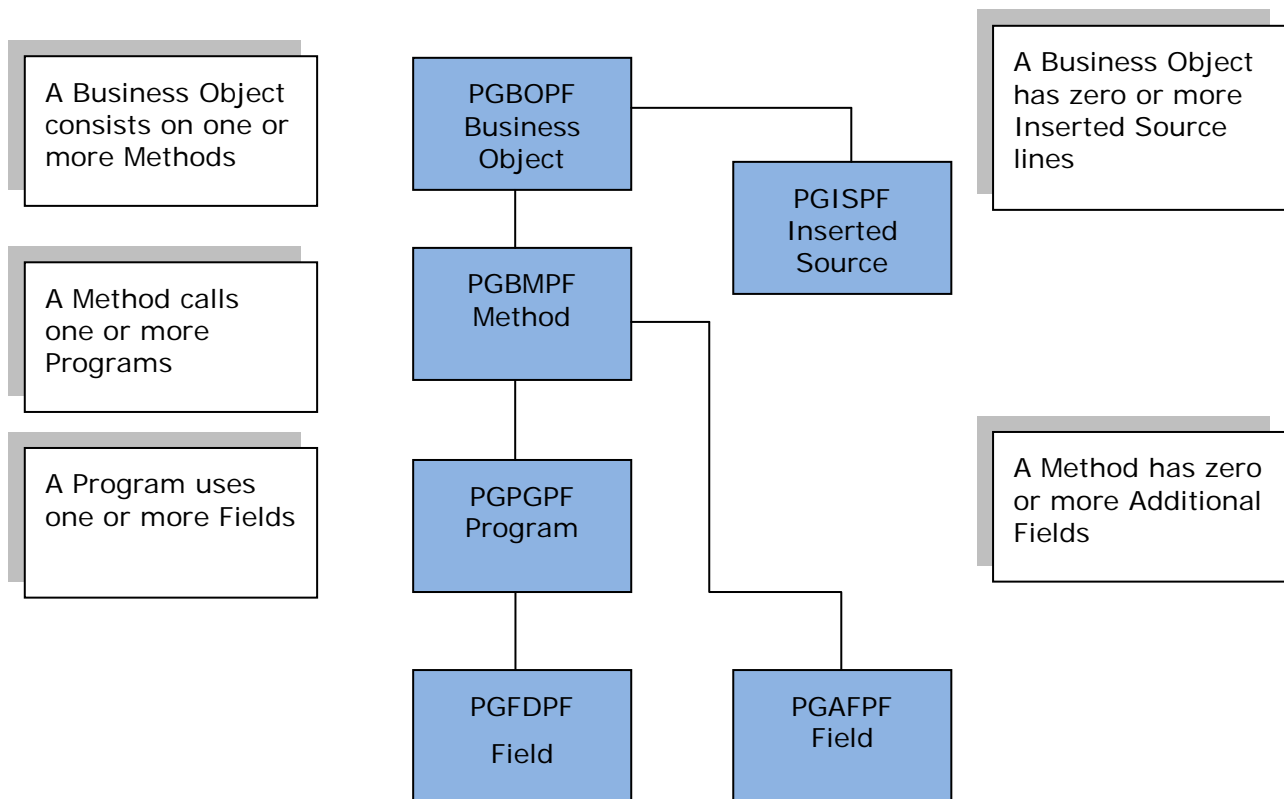 A Business Object
consists on one or
more Methods
PGBOPF
Business
Object
A Business Object
has zero or more
Inserted Source
lines
PGISPF
Inserted
Source
A Method calls
one or more
Programs
PGBMPF
Method
A Program uses
one or more Fields
PGPGPF
Program
A Method has zero
or more Additional
Fields
PGFDPF
Field
PGAFPF
Field